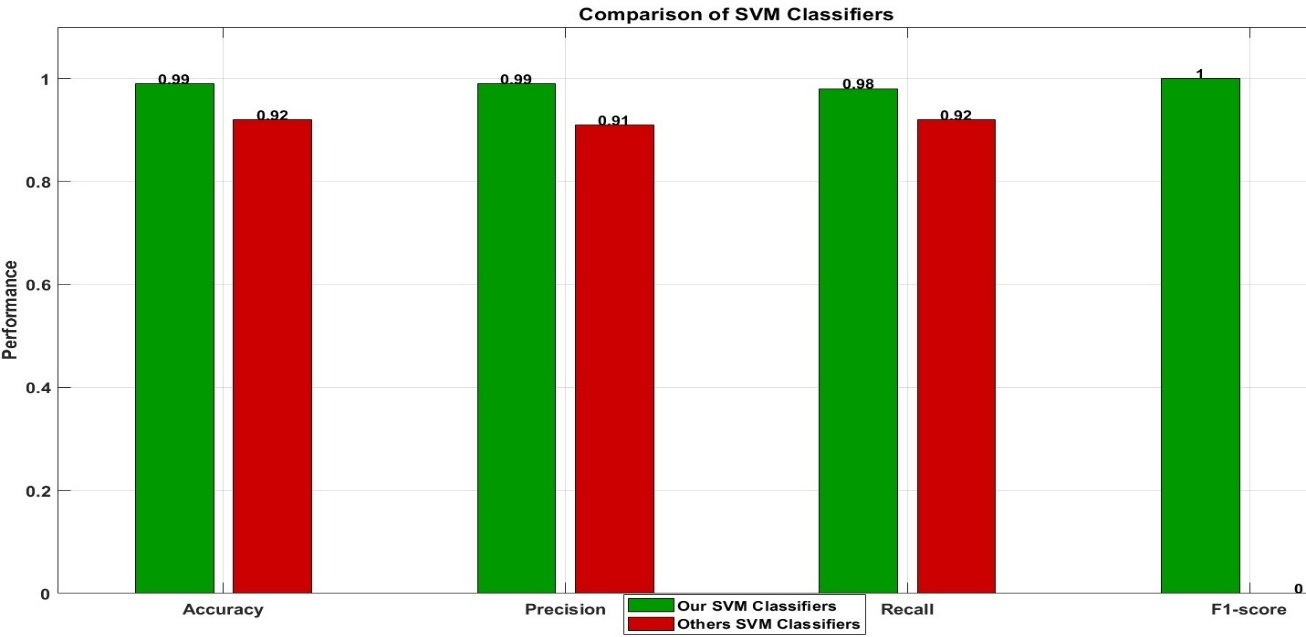 Comparison of SVM Classifiers
Performance
1
0.8
0.6
0.4
0.2
0
0.99
0.92
0.99
0.91
0.98
0.92
1
0
Accuracy
Precision
Recall
F1-score
Our SVM Classifiers
Others SVM Classifiers